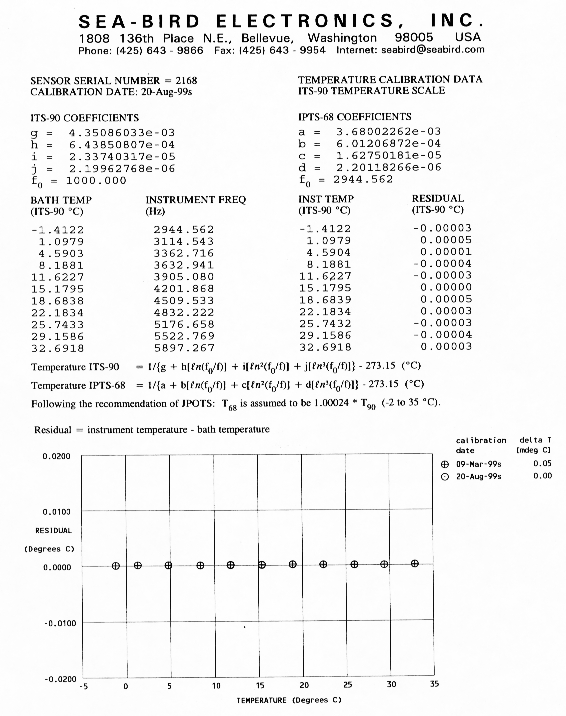 SEA-BIRD ELECTRONICS, INC.
1808 136th Place N.E., Bellevue, Washington 98005 USA
Phone: (425) 643 - 9866 Fax: (425) 643 - 9954 Internet: seabird@seabird.com
SENSOR SERIAL NUMBER = 2168
CALIBRATION DATE: 20-Aug-99s
TEMPERATURE CALIBRATION DATA
ITS-90 TEMPERATURE SCALE
ITS-90 COEFFICIENTS
g = 4.35086033e-03
h = 6.43850807e-04
i = 2.33740317e-05
j = 2.19962768e-06
f₀ = 1000.000
IPTS-68 COEFFICIENTS
a = 3.68002262e-03
b = 6.01206872e-04
c = 1.62750181e-05
d = 2.20118266e-06
f₀ = 2944.562
BATH TEMP INSTRUMENT FREQ INST TEMP RESIDUAL
(ITS-90 °C) (Hz) (ITS-90 °C) (ITS-90 °C)
-1.4122 2944.562 -1.4122 -0.00003
1.0979 3114.543 1.0979 0.00005
4.5903 3362.716 4.5904 0.00001
8.1881 3632.941 8.1881 -0.00004
11.6227 3905.080 11.6227 -0.00003
15.1795 4201.868 15.1795 0.00000
18.6838 4509.533 18.6839 0.00005
22.1834 4832.222 22.1834 0.00003
25.7433 5176.658 25.7432 -0.00003
29.1586 5522.769 29.1586 -0.00004
32.6918 5897.267 32.6918 0.00003
Temperature ITS-90 = 1/{g + h[ℓn(f₀/f)] + i[ℓn²(f₀/f)] + j[ℓn³(f₀/f)]} - 273.15 (°C)
Temperature IPTS-68 = 1/{a + b[ℓn(f₀/f)] + c[ℓn²(f₀/f)] + d[ℓn³(f₀/f)]} - 273.15 (°C)
Following the recommendation of JPOTS: T₆₈ is assumed to be 1.00024 * T₉₀ (-2 to 35 °C).
Residual = instrument temperature - bath temperature
calibration delta T
date (mdeg C)
09-Mar-99s 0.05
20-Aug-99s 0.00
0.0200
0.0100
RESIDUAL
(Degrees C)
0.0000
-0.0100
-0.0200
-5 0 5 10 15 20 25 30 35
TEMPERATURE (Degrees C)